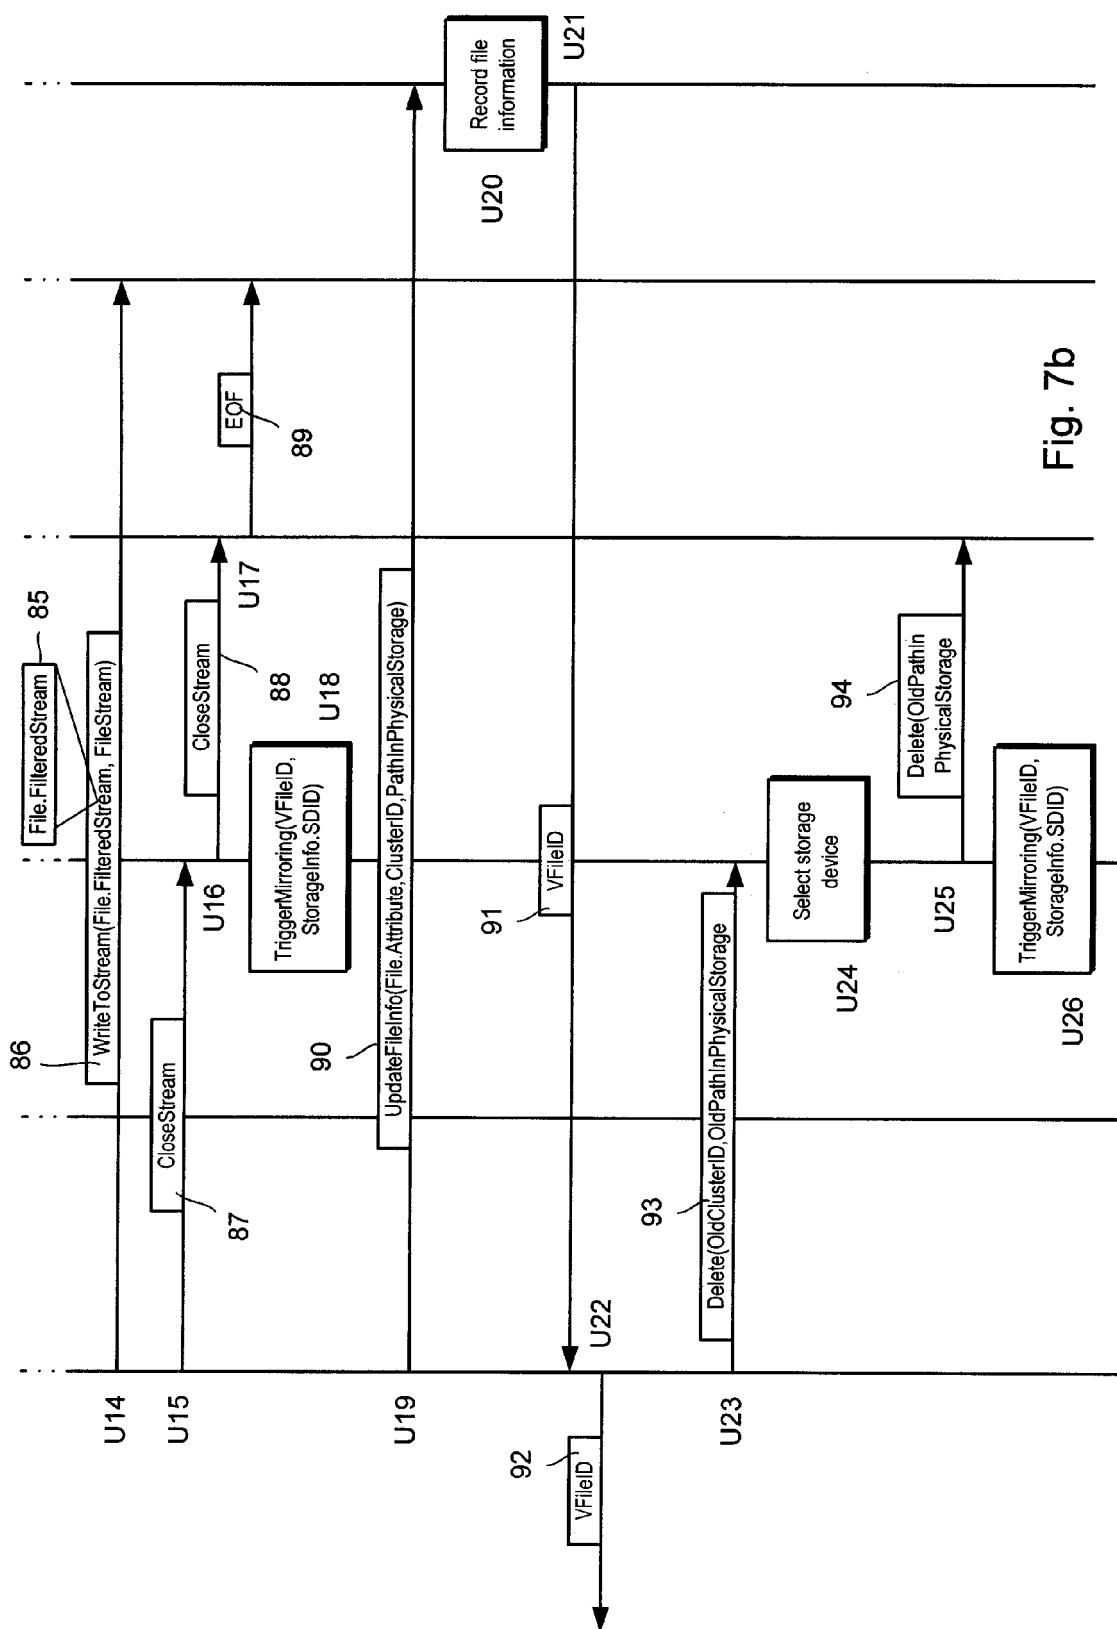 85
File.FilteredStream
86
WriteToStream(File.FilteredStream, FileStream)
U14
87
CloseStream
U15
CloseStream
88
U16
U17
EOF
89
TriggerMirroring(VFileID,
StorageInfo.SDID)
U18
90
UpdateFileInfo(File.Attribute,ClusterID,PathInPhysicalStorage)
U19
Record file
information
U20
91
VFileID
U21
U22
92
VFileID
93
Delete(OldClusterID,OldPathInPhysicalStorage
U23
Select storage
device
U24
94
Delete(OldPathIn
PhysicalStorage
U25
TriggerMirroring(VFileID,
StorageInfo.SDID)
U26
Fig. 7b